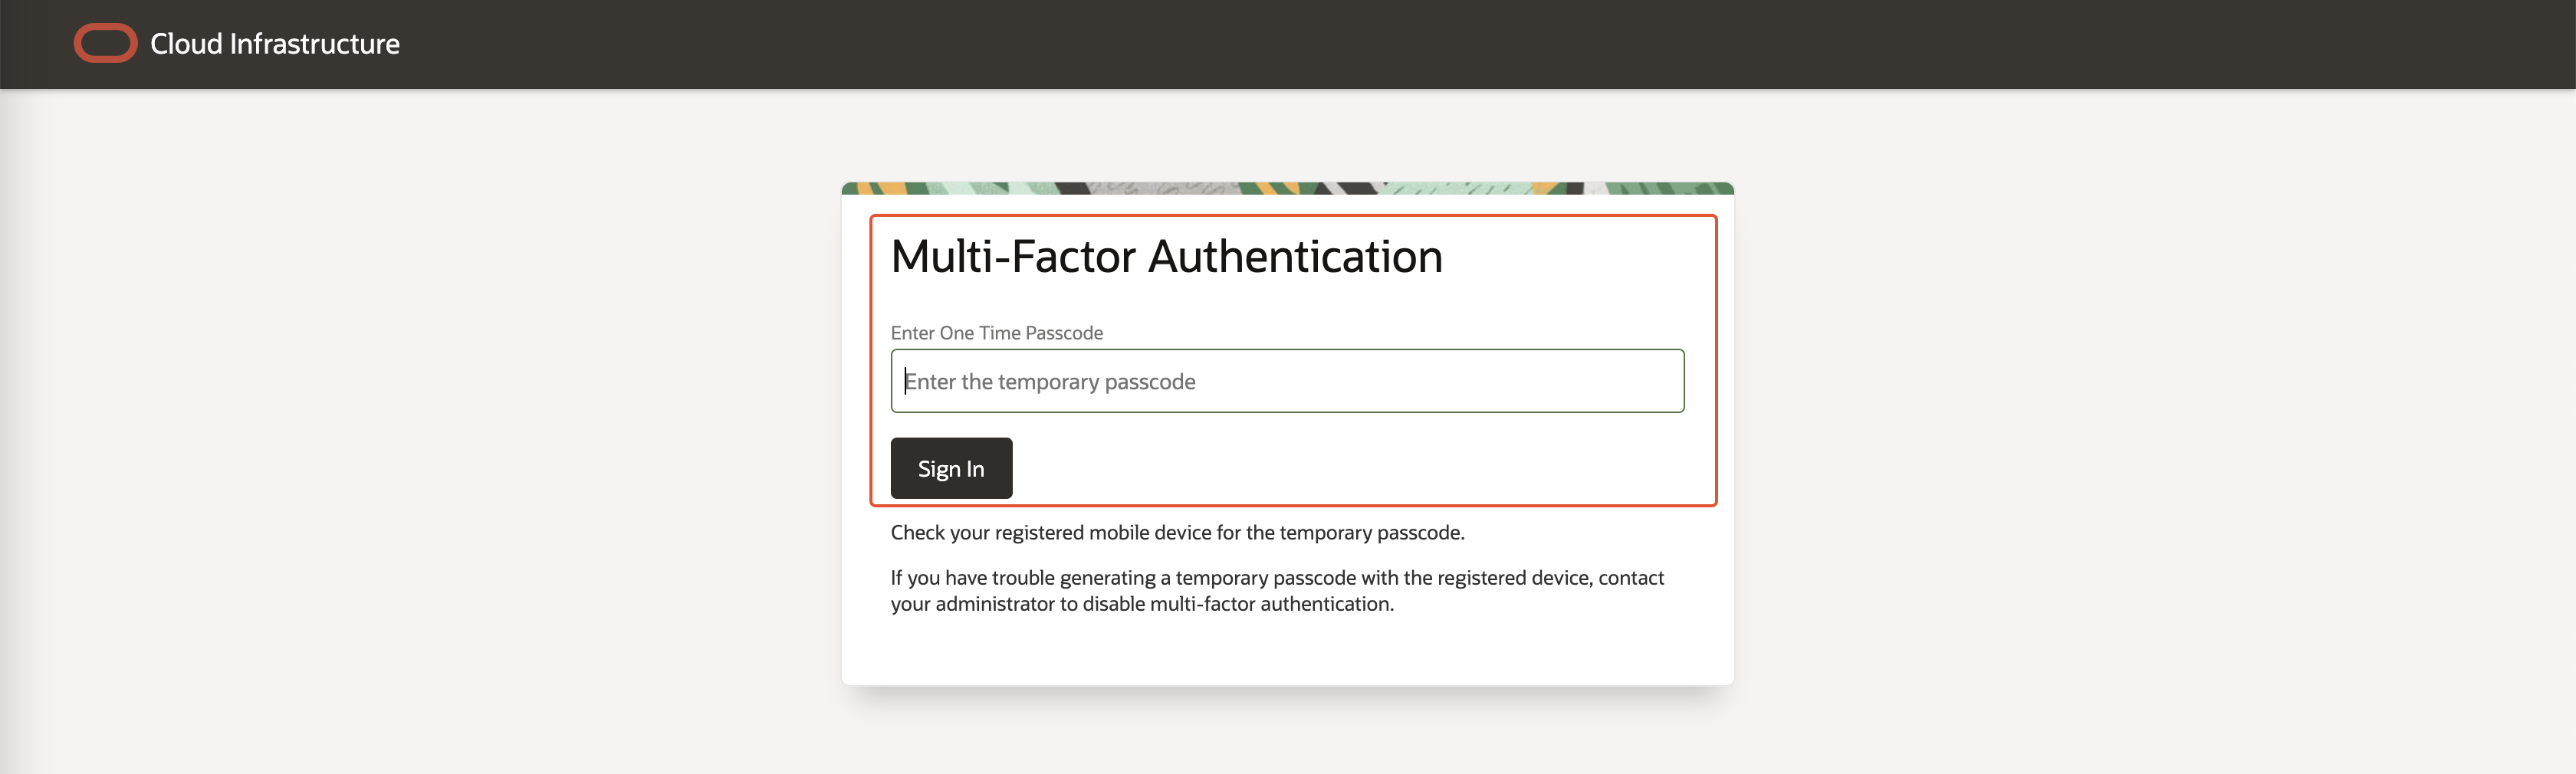 Cloud Infrastructure
Multi-Factor Authentication
Enter One Time Passcode
Enter the temporary passcode
Sign In
Check your registered mobile device for the temporary passcode.
If you have trouble generating a temporary passcode with the registered device, contact
your administrator to disable multi-factor authentication.